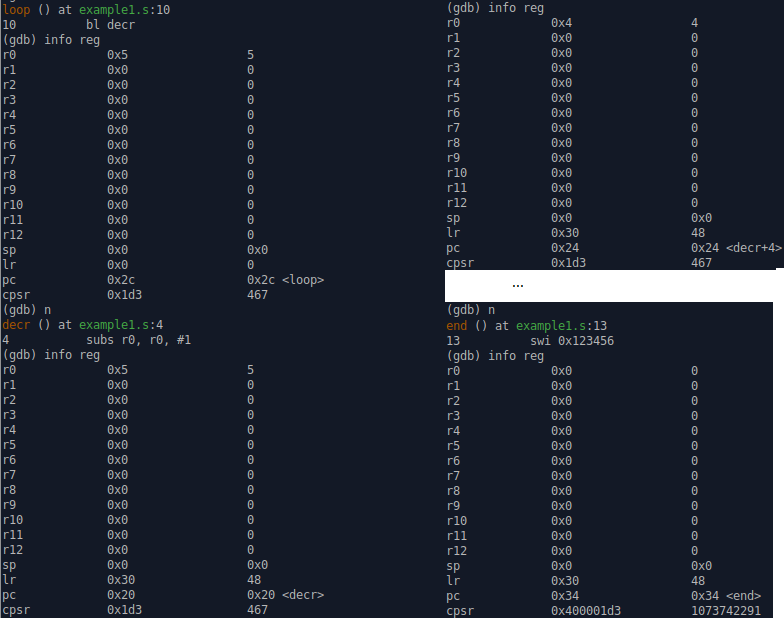 loop () at example1.s:10
10 bl decr
(gdb) info reg
r0 0x5 5
r1 0x0 0
r2 0x0 0
r3 0x0 0
r4 0x0 0
r5 0x0 0
r6 0x0 0
r7 0x0 0
r8 0x0 0
r9 0x0 0
r10 0x0 0
r11 0x0 0
r12 0x0 0
sp 0x0 0x0
lr 0x0 0
pc 0x2c 0x2c <loop>
cpsr 0x1d3 467
(gdb) n
decr () at example1.s:4
4 subs r0, r0, #1
(gdb) info reg
r0 0x5 5
r1 0x0 0
r2 0x0 0
r3 0x0 0
r4 0x0 0
r5 0x0 0
r6 0x0 0
r7 0x0 0
r8 0x0 0
r9 0x0 0
r10 0x0 0
r11 0x0 0
r12 0x0 0
sp 0x0 0x0
lr 0x30 48
pc 0x20 0x20 <decr>
cpsr 0x1d3 467
(gdb) info reg
r0 0x4 4
r1 0x0 0
r2 0x0 0
r3 0x0 0
r4 0x0 0
r5 0x0 0
r6 0x0 0
r7 0x0 0
r8 0x0 0
r9 0x0 0
r10 0x0 0
r11 0x0 0
r12 0x0 0
sp 0x0 0x0
lr 0x30 48
pc 0x24 0x24 <decr+4>
cpsr 0x1d3 467
...
(gdb) n
end () at example1.s:13
13 swi 0x123456
(gdb) info reg
r0 0x0 0
r1 0x0 0
r2 0x0 0
r3 0x0 0
r4 0x0 0
r5 0x0 0
r6 0x0 0
r7 0x0 0
r8 0x0 0
r9 0x0 0
r10 0x0 0
r11 0x0 0
r12 0x0 0
sp 0x0 0x0
lr 0x30 48
pc 0x34 0x34 <end>
cpsr 0x400001d3 1073742291